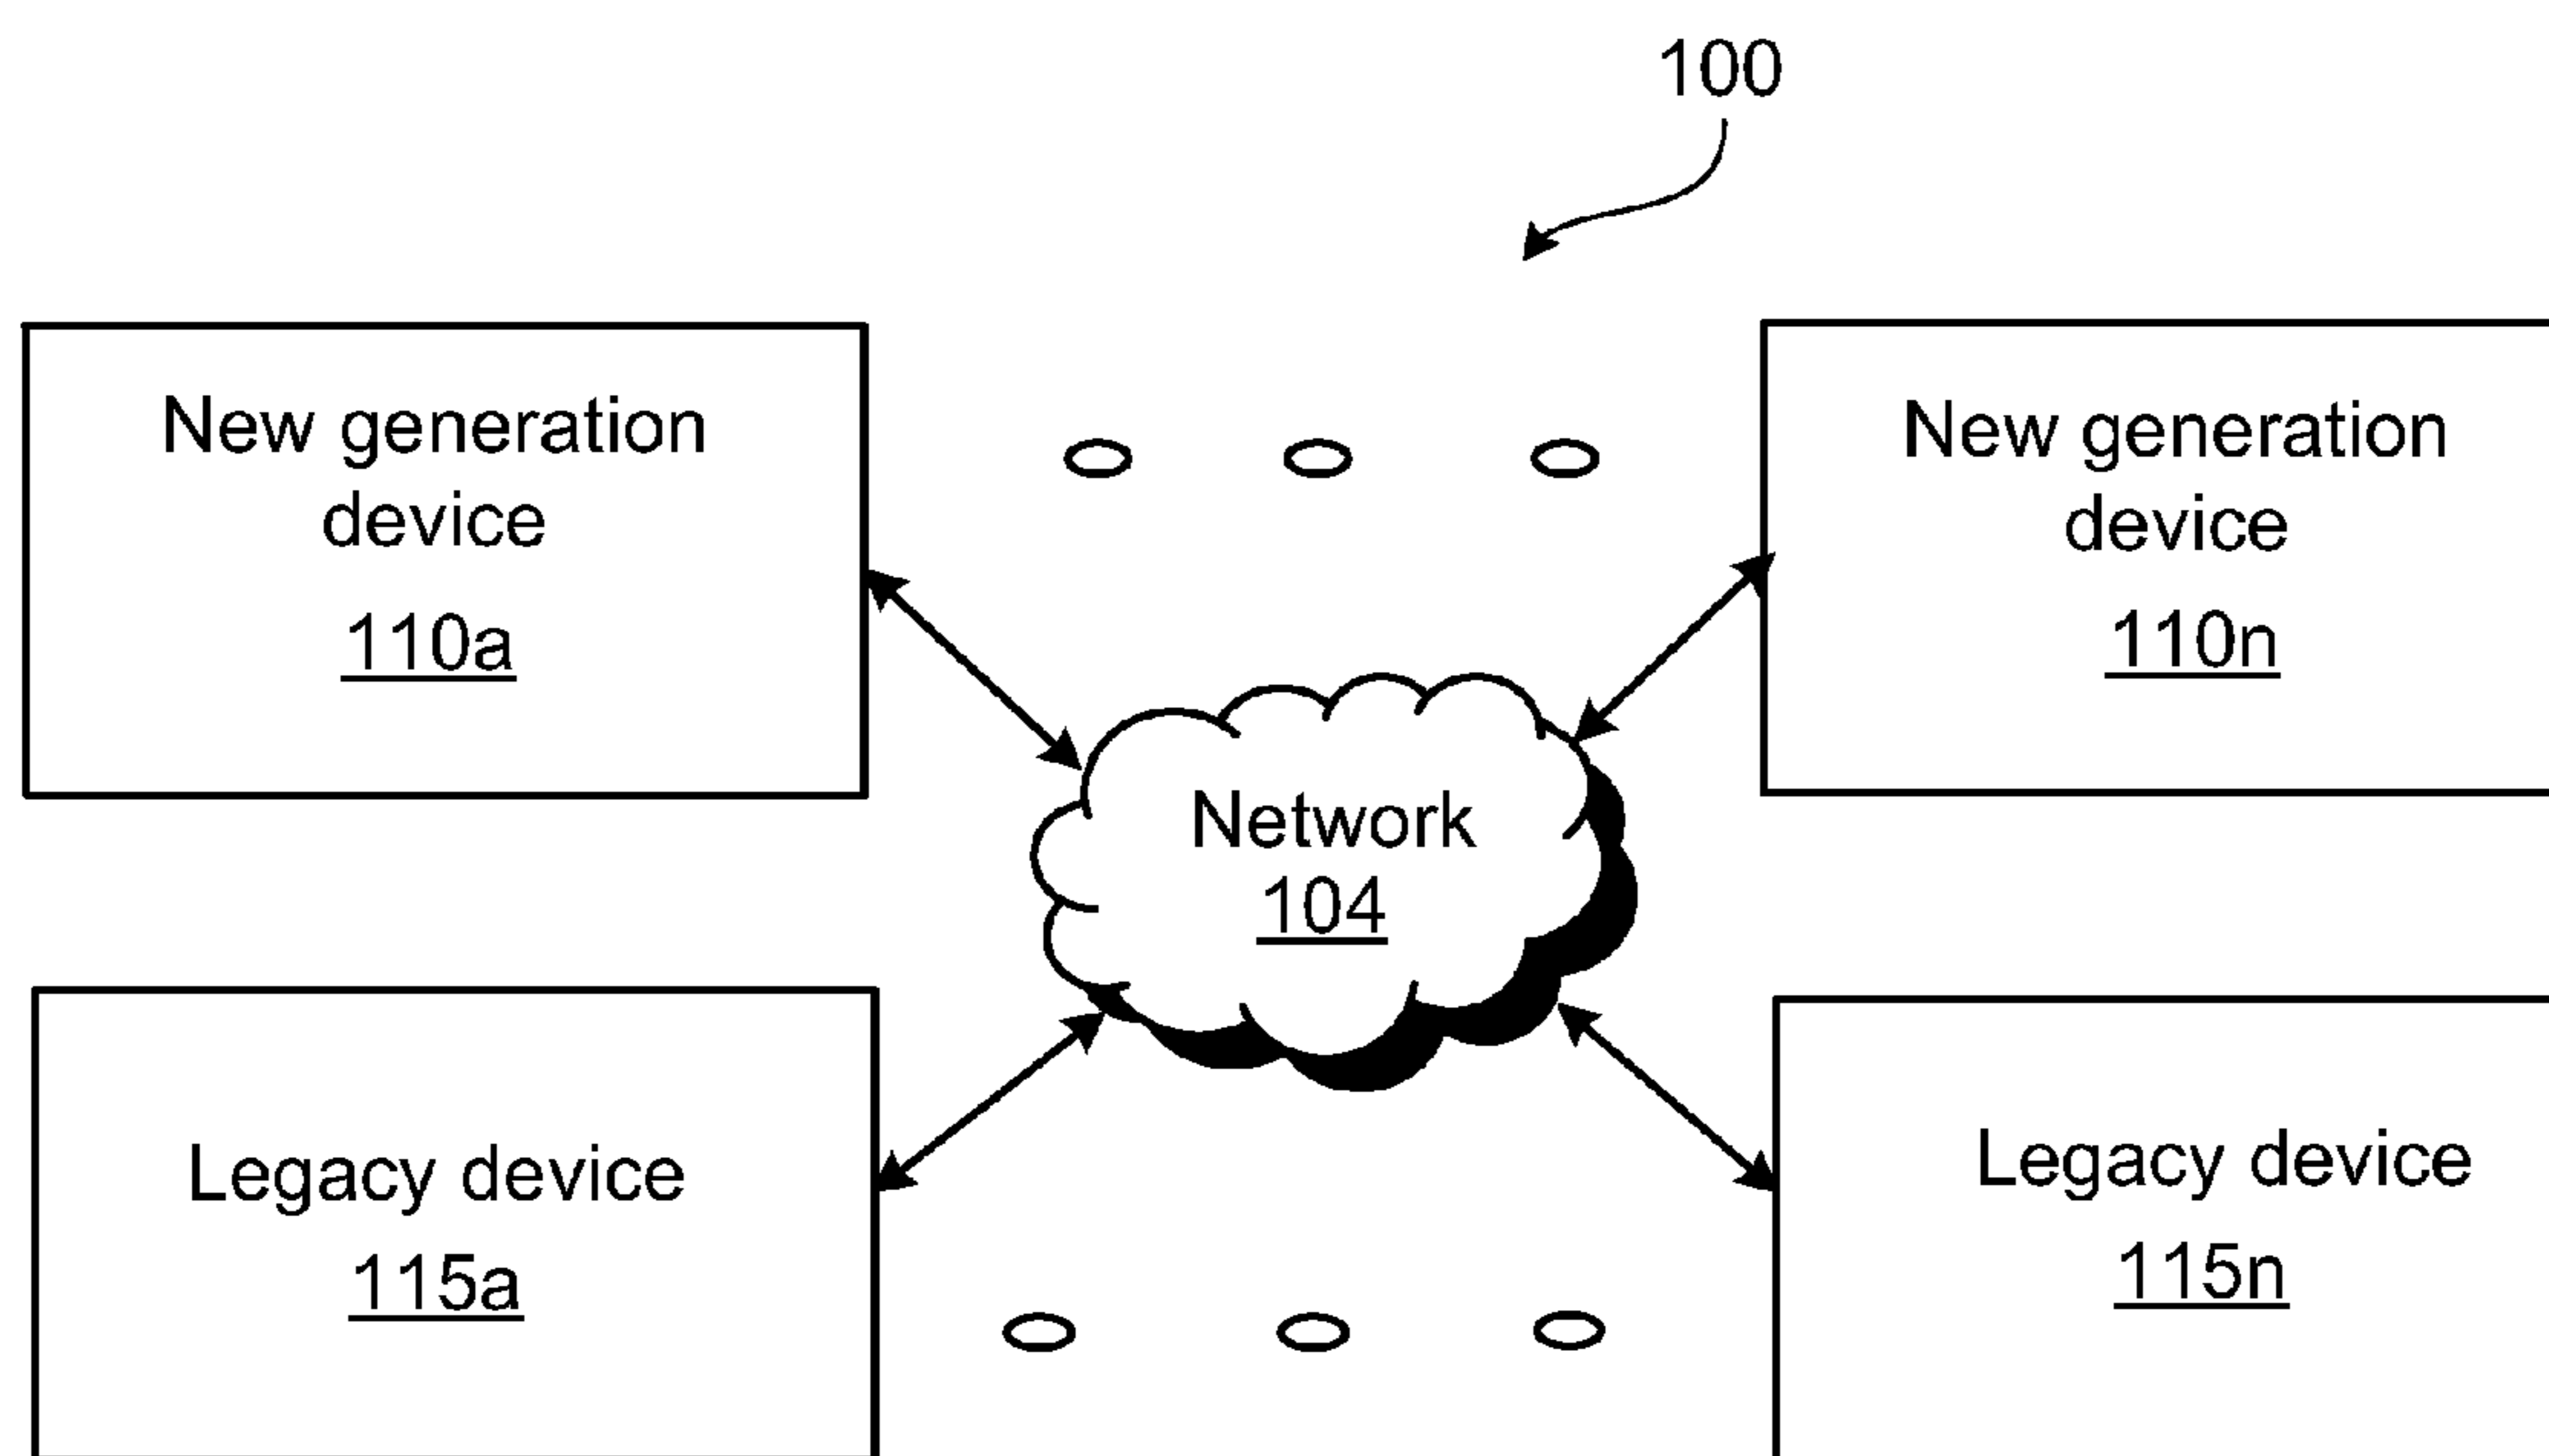 100
New generation
device
110a
New generation
device
110n
Network
104
Legacy device
115a
Legacy device
115n